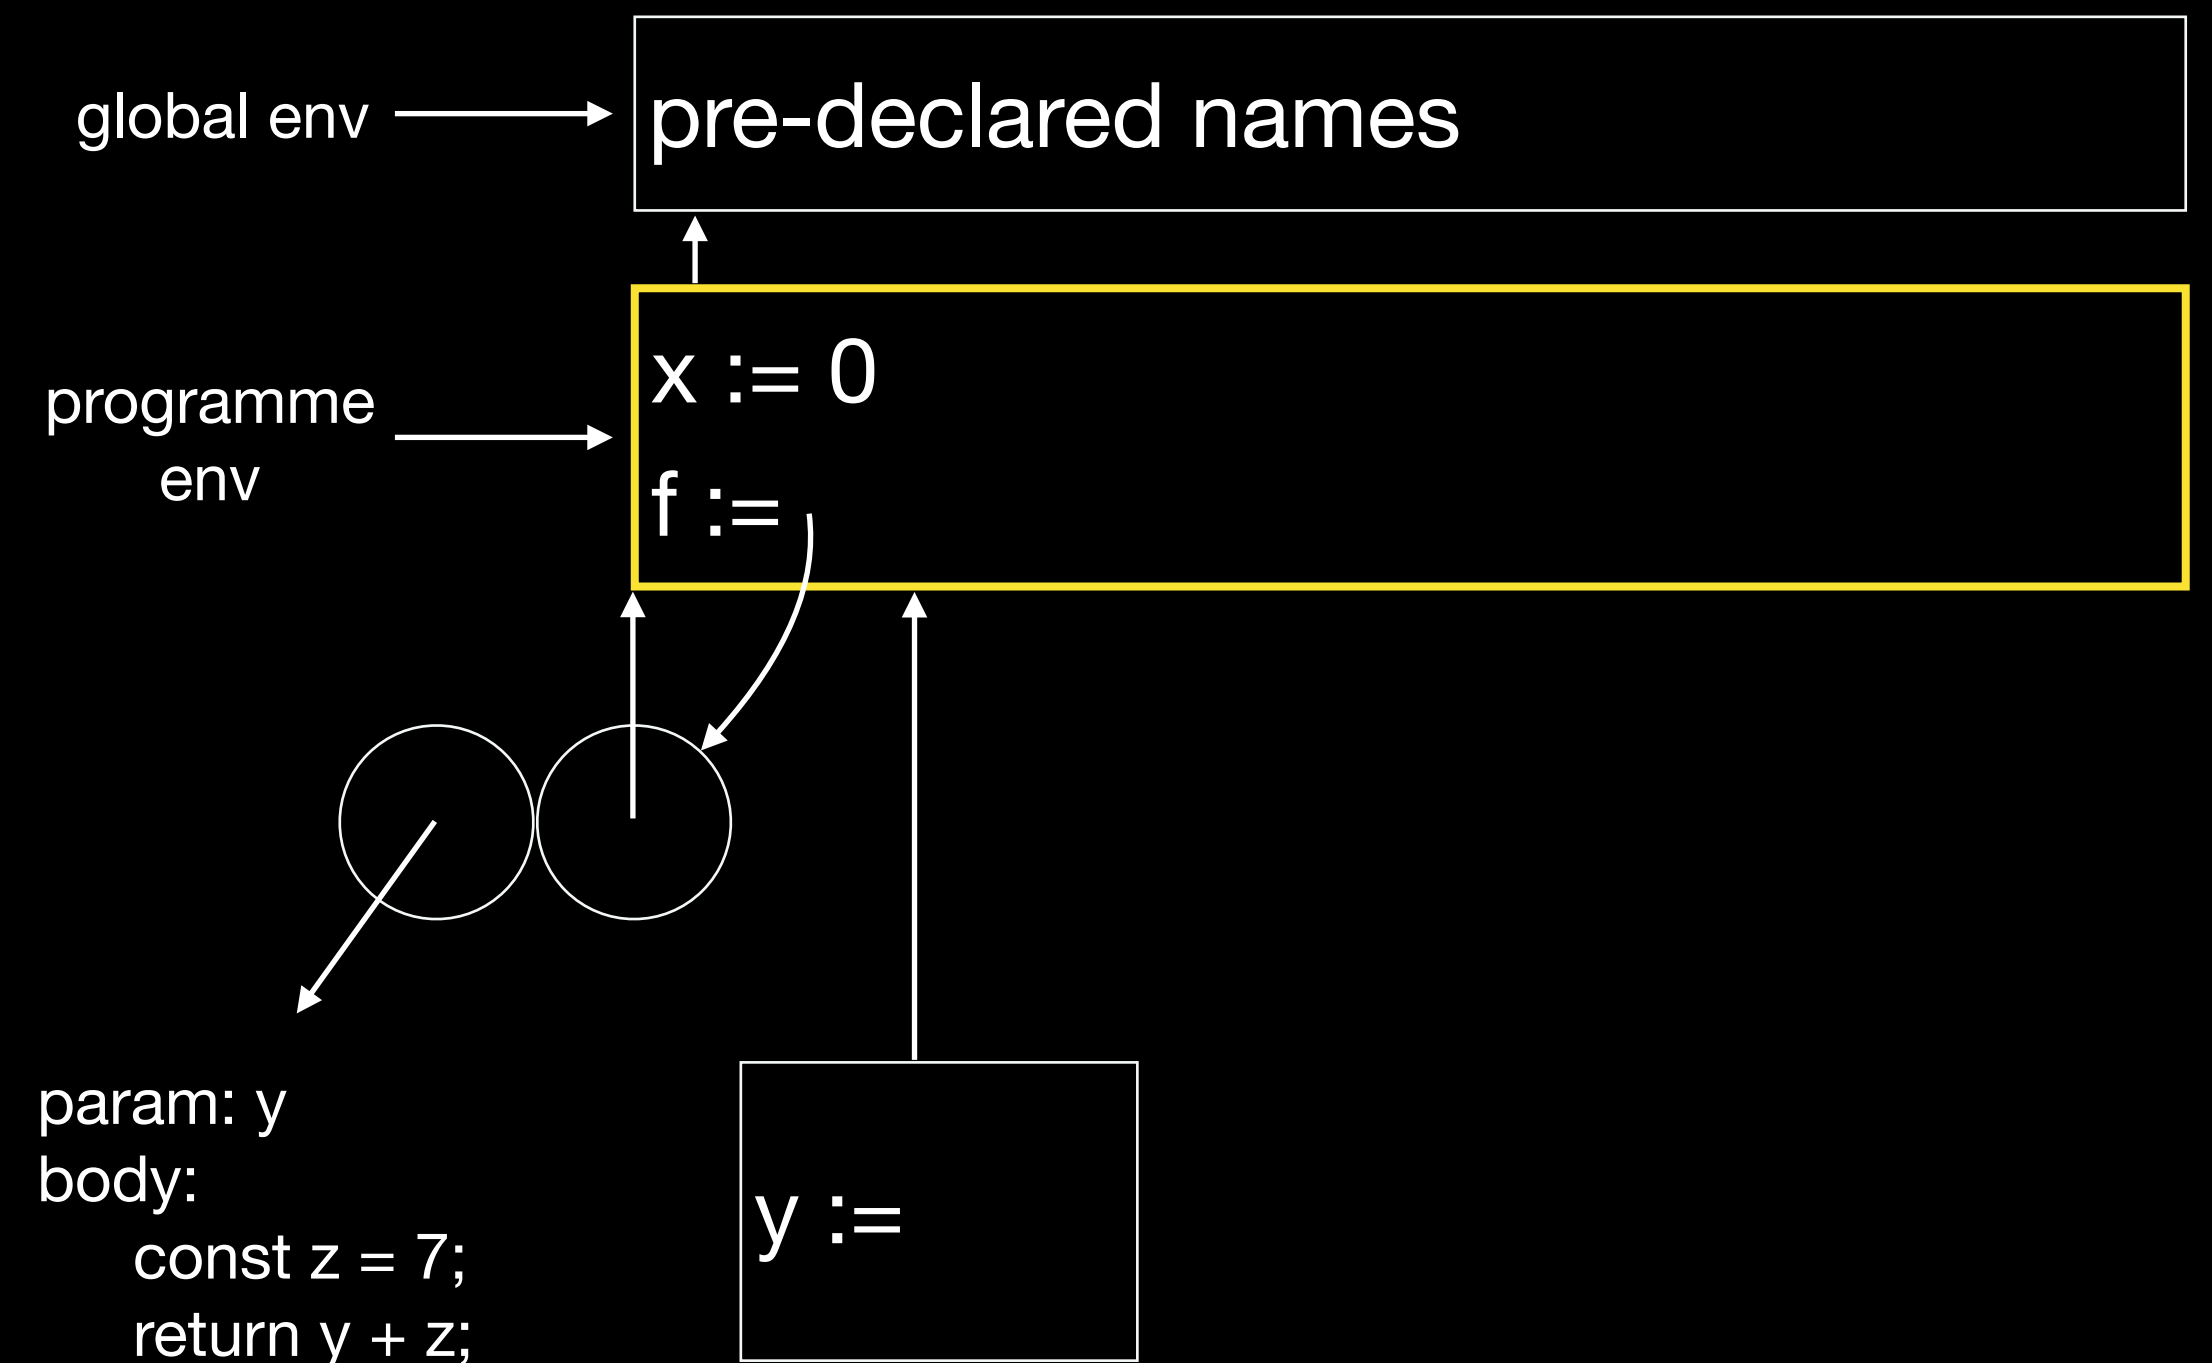 global env
pre-declared names
programme
env
x := 0
f :=
param: y
body:
const z = 7;
return y + z;
y :=